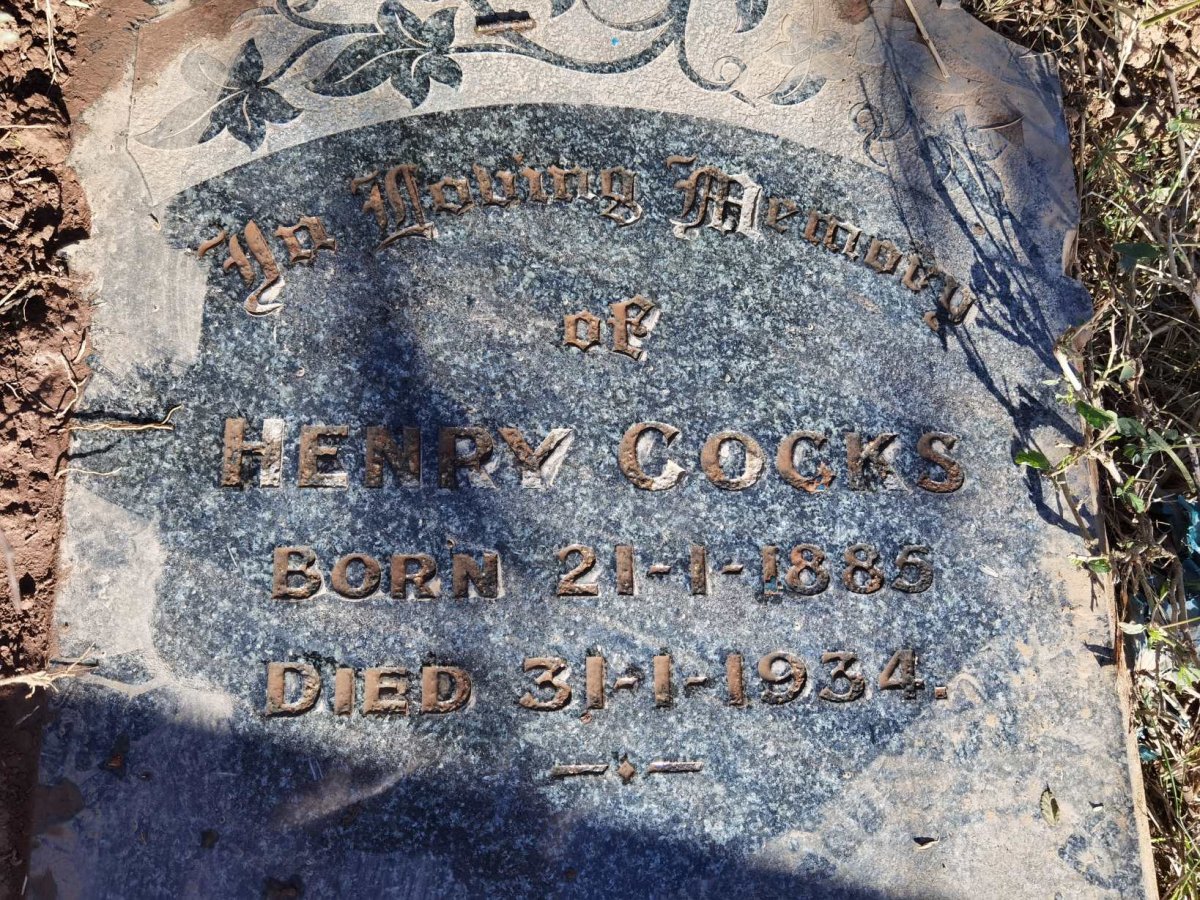 In Loving Memory
of
HENRY COCKS
BORN 21-1-1885
DIED 31-1-1934.